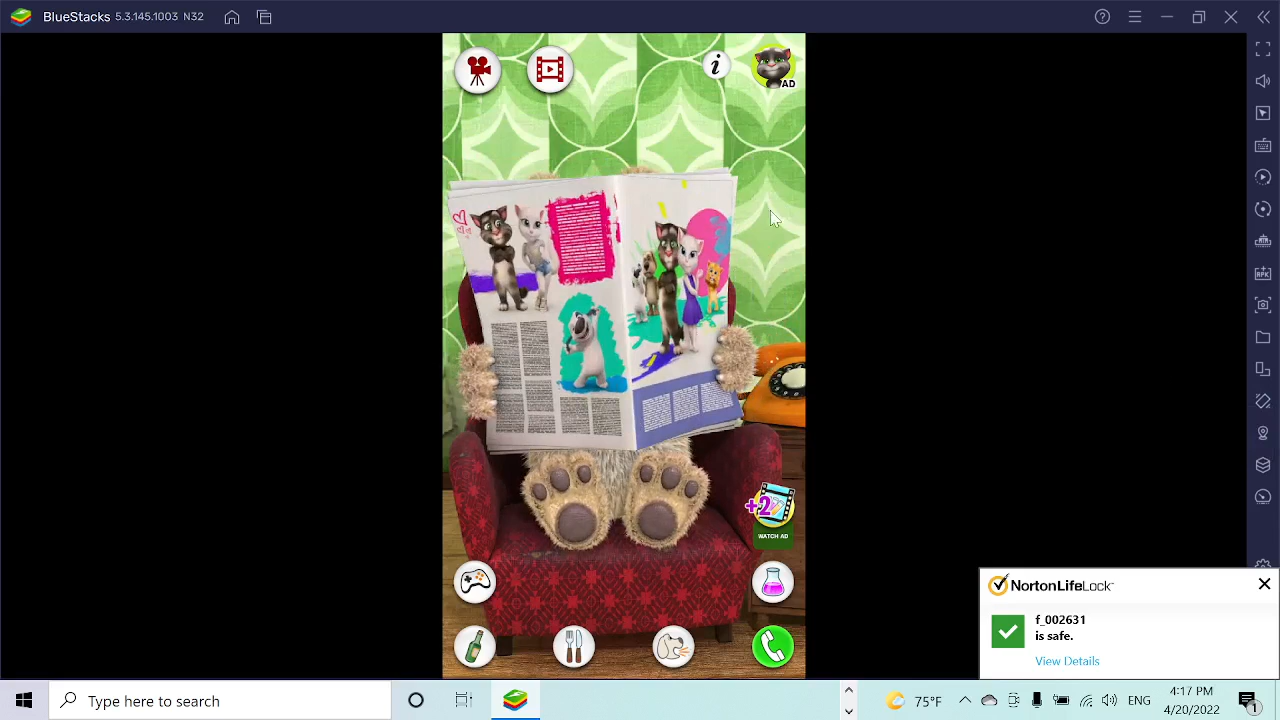 BlueStacks 5.3.145.1003 N32
i
AD
+2
WATCH AD
NortonLifeLock
f_002631
is safe.
View Details
Type here to search
75°F
ENG
4:17 PM
4/20/2022
1